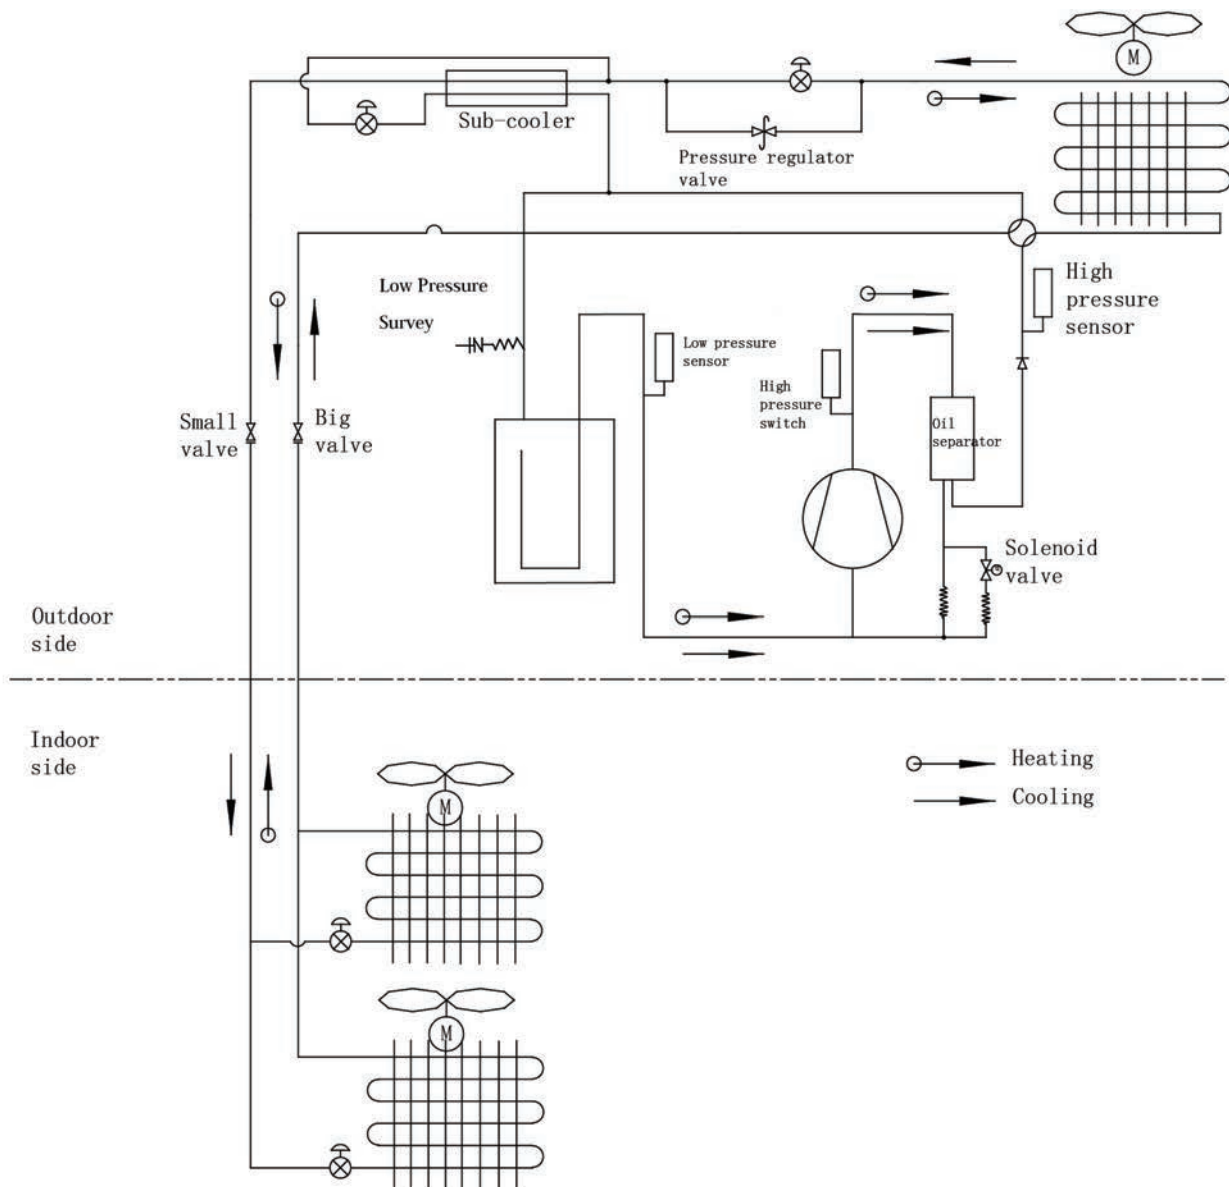 M
Sub-cooler
Pressure regulator
valve
High
pressure
sensor
Low Pressure
Survey
Low pressure
sensor
High
pressure
switch
Oil
separator
Small
valve
Big
valve
Solenoid
valve
Outdoor
side
Indoor
side
Heating
Cooling
M
M